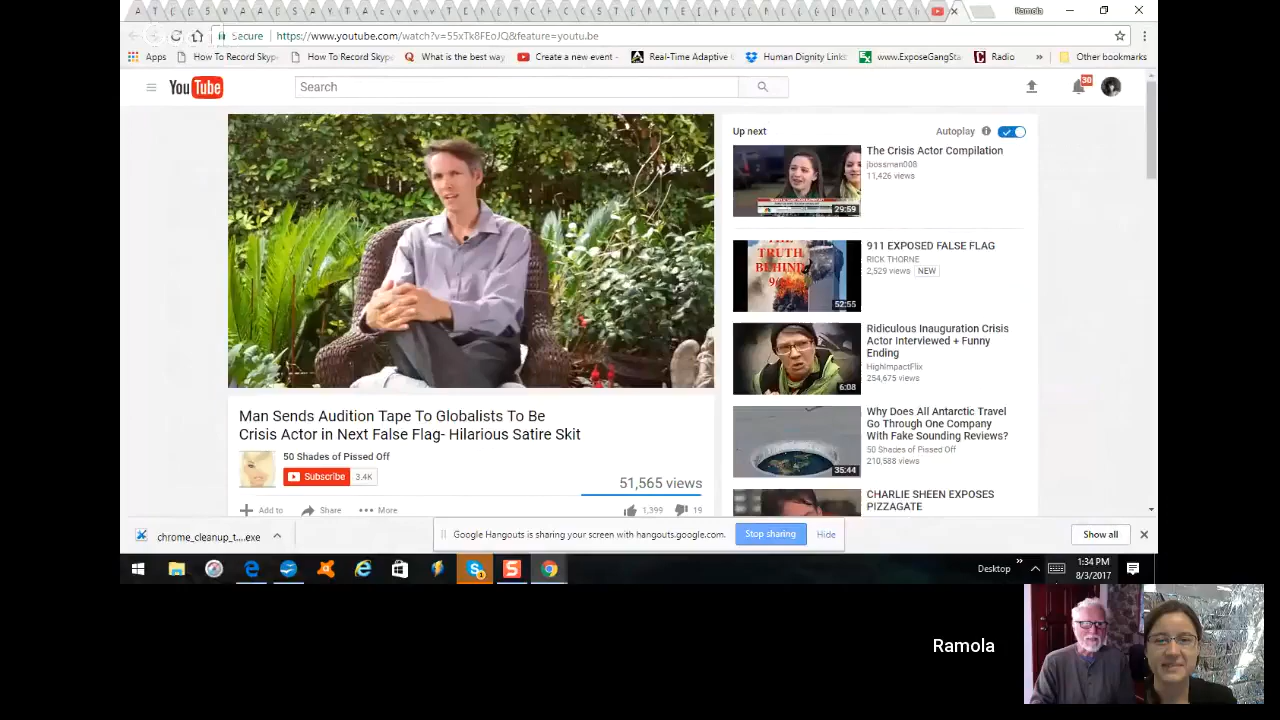 A T E G S V A S A Y T A C V W V T V D V S G S C E S T N T E D E C C V D T V W C V V
Ramola
Secure
https://www.youtube.com/watch?v=55xTk8FEoJQ&feature=youtu.be
Apps
How To Record Skyp
How To Record Skyp
What is the best way
Create a new event -
Real-Time Adaptive (
Human Dignity Links
www.ExposeGangSta
Radio
»
Other bookmarks
YouTube
Search
30
Up next
Autoplay
The Crisis Actor Compilation
jbossman008
11,426 views
29:59
THE
TRUTH
BEHIND
9/11
52:55
911 EXPOSED FALSE FLAG
RICK THORNE
2,529 views NEW
Ridiculous Inauguration Crisis
Actor Interviewed + Funny
Ending
HighImpactFlix
254,675 views
6:08
Why Does All Antarctic Travel
Go Through One Company
With Fake Sounding Reviews?
50 Shades of Pissed Off
210,588 views
35:44
CHARLIE SHEEN EXPOSES
PIZZAGATE
Man Sends Audition Tape To Globalists To Be
Crisis Actor in Next False Flag- Hilarious Satire Skit
50 Shades of Pissed Off
Subscribe 3.4K
51,565 views
Add to
Share
More
1,399
19
chrome_cleanup_t....exe
Google Hangouts is sharing your screen with hangouts.google.com.
Stop sharing
Hide
Show all
Desktop
»
1:34 PM
8/3/2017
Ramola